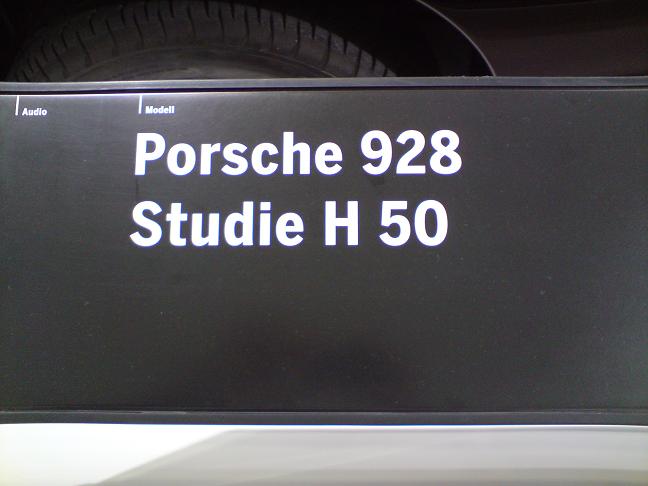 Audio
Modell
Porsche 928
Studie H 50